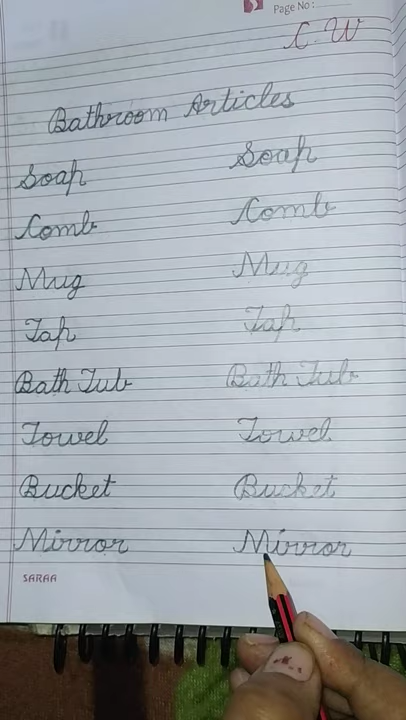 Page No :
C.W
Bathroom Articles
Soap Soap
Comb Comb
Mug Mug
Tap Tap
Bath Tub Bath Tub
Towel Towel
Bucket Bucket
Mirror Mirror
SARAA